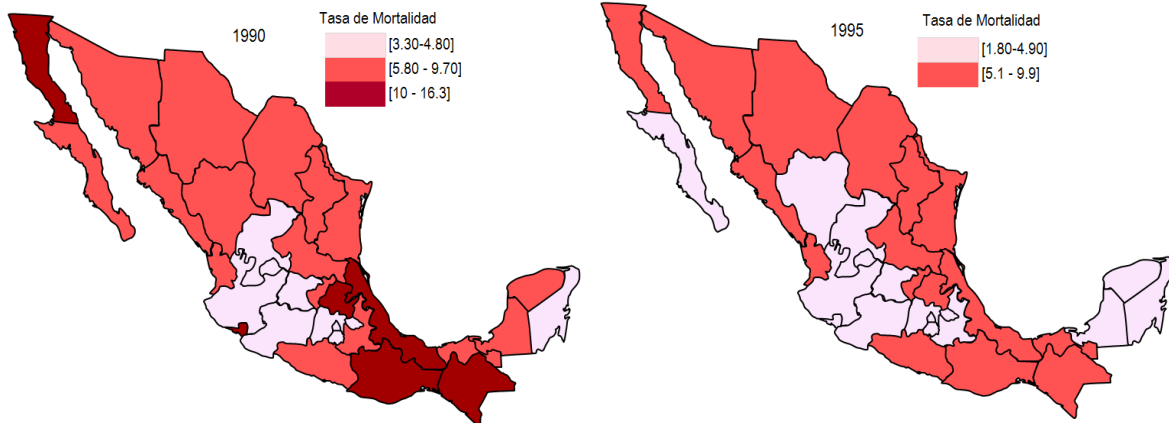 1990
Tasa de Mortalidad
[3.30-4.80]
[5.80 - 9.70]
[10 - 16.3]
1995
Tasa de Mortalidad
[1.80-4.90]
[5.1 - 9.9]